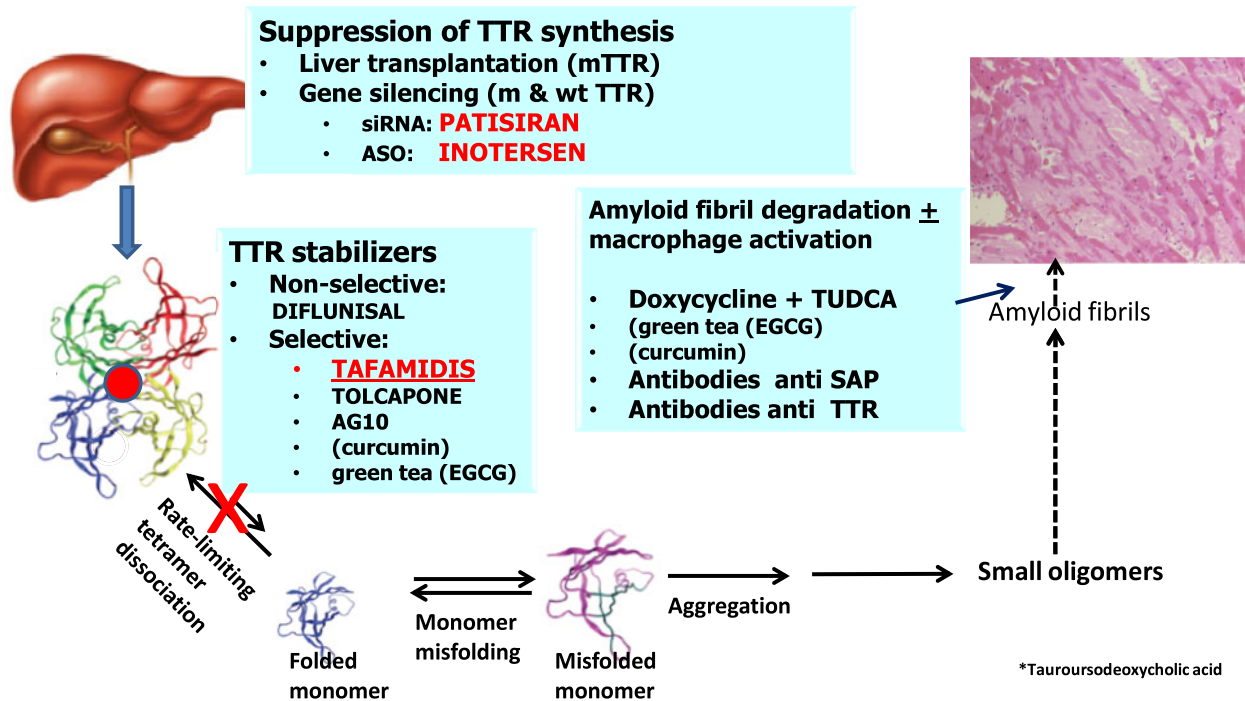 Suppression of TTR synthesis
• Liver transplantation (mTTR)
• Gene silencing (m & wt TTR)
• siRNA: PATISIRAN
• ASO: INOTERSEN
TTR stabilizers
• Non-selective:
DIFLUNISAL
• Selective:
• TAFAMIDIS
• TOLCAPONE
• AG10
• (curcumin)
• green tea (EGCG)
Amyloid fibril degradation +
macrophage activation
• Doxycycline + TUDCA
• (green tea (EGCG)
• (curcumin)
• Antibodies anti SAP
• Antibodies anti TTR
Amyloid fibrils
X
Rate-limiting
tetramer
dissociation
Folded
monomer
Monomer
misfolding
Misfolded
monomer
Aggregation
Small oligomers
*Tauroursodeoxycholic acid